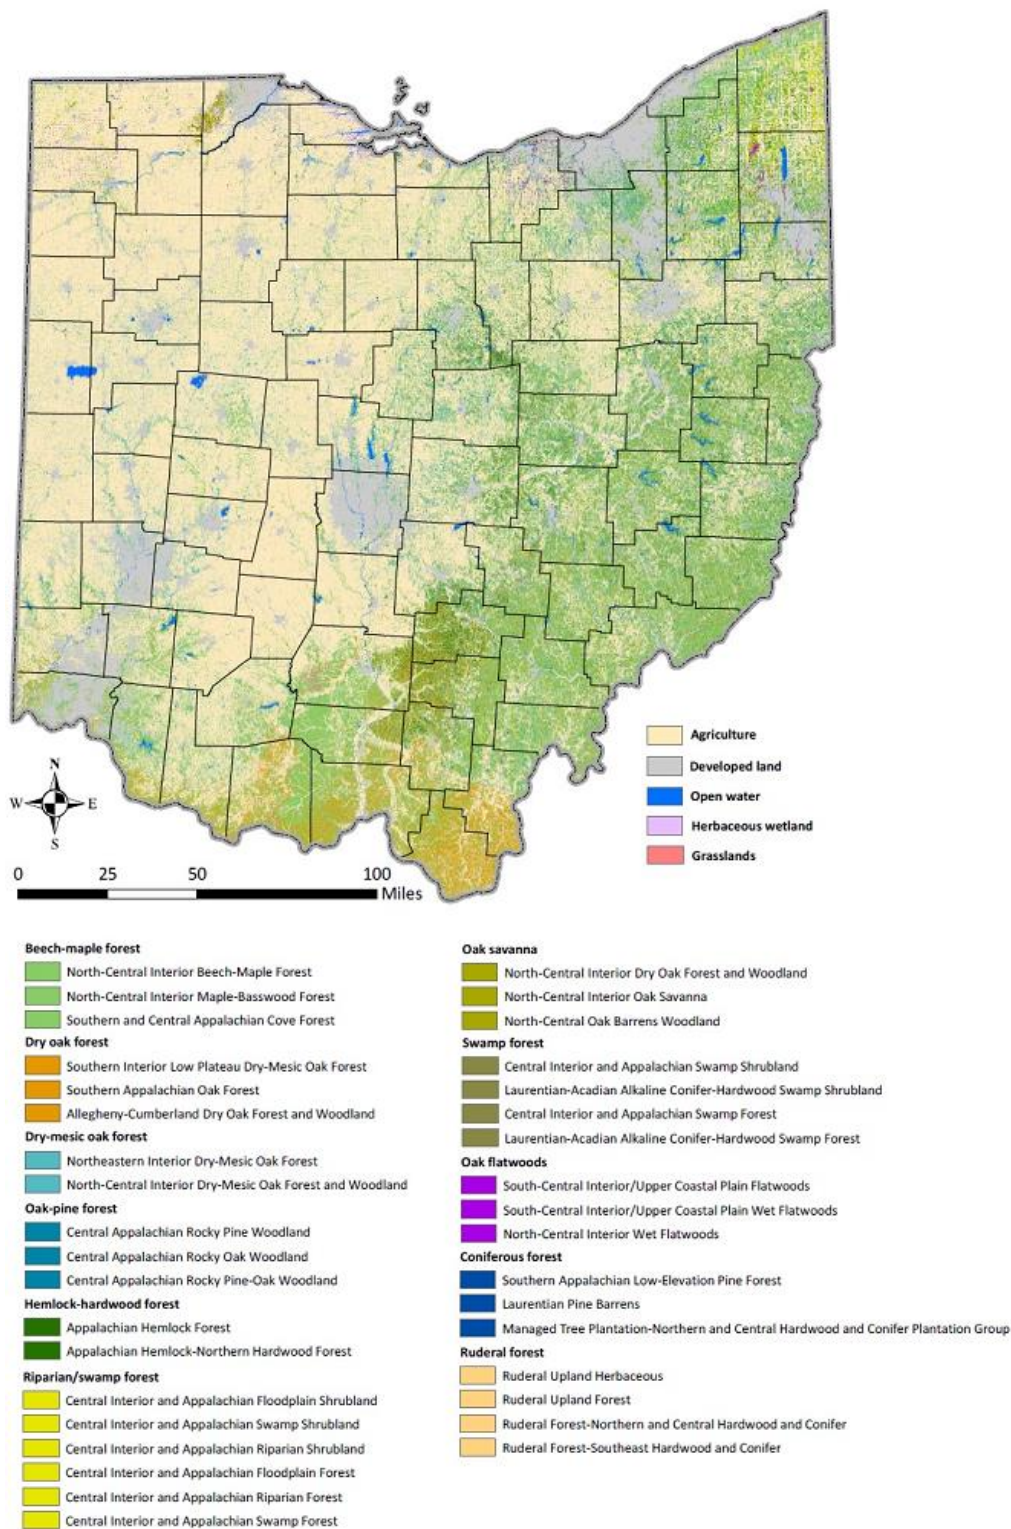 Agriculture
Developed land
Open water
Herbaceous wetland
Grasslands
N
W E
S
0 25 50 100
Miles
Beech-maple forest
North-Central Interior Beech-Maple Forest
North-Central Interior Maple-Basswood Forest
Southern and Central Appalachian Cove Forest
Dry oak forest
Southern Interior Low Plateau Dry-Mesic Oak Forest
Southern Appalachian Oak Forest
Allegheny-Cumberland Dry Oak Forest and Woodland
Dry-mesic oak forest
Northeastern Interior Dry-Mesic Oak Forest
North-Central Interior Dry-Mesic Oak Forest and Woodland
Oak-pine forest
Central Appalachian Rocky Pine Woodland
Central Appalachian Rocky Oak Woodland
Central Appalachian Rocky Pine-Oak Woodland
Hemlock-hardwood forest
Appalachian Hemlock Forest
Appalachian Hemlock-Northern Hardwood Forest
Riparian/swamp forest
Central Interior and Appalachian Floodplain Shrubland
Central Interior and Appalachian Swamp Shrubland
Central Interior and Appalachian Riparian Shrubland
Central Interior and Appalachian Floodplain Forest
Central Interior and Appalachian Riparian Forest
Central Interior and Appalachian Swamp Forest
Oak savanna
North-Central Interior Dry Oak Forest and Woodland
North-Central Interior Oak Savanna
North-Central Oak Barrens Woodland
Swamp forest
Central Interior and Appalachian Swamp Shrubland
Laurentian-Acadian Alkaline Conifer-Hardwood Swamp Shrubland
Central Interior and Appalachian Swamp Forest
Laurentian-Acadian Alkaline Conifer-Hardwood Swamp Forest
Oak flatwoods
South-Central Interior/Upper Coastal Plain Flatwoods
South-Central Interior/Upper Coastal Plain Wet Flatwoods
North-Central Interior Wet Flatwoods
Coniferous forest
Southern Appalachian Low-Elevation Pine Forest
Laurentian Pine Barrens
Managed Tree Plantation-Northern and Central Hardwood and Conifer Plantation Group
Ruderal forest
Ruderal Upland Herbaceous
Ruderal Upland Forest
Ruderal Forest-Northern and Central Hardwood and Conifer
Ruderal Forest-Southeast Hardwood and Conifer